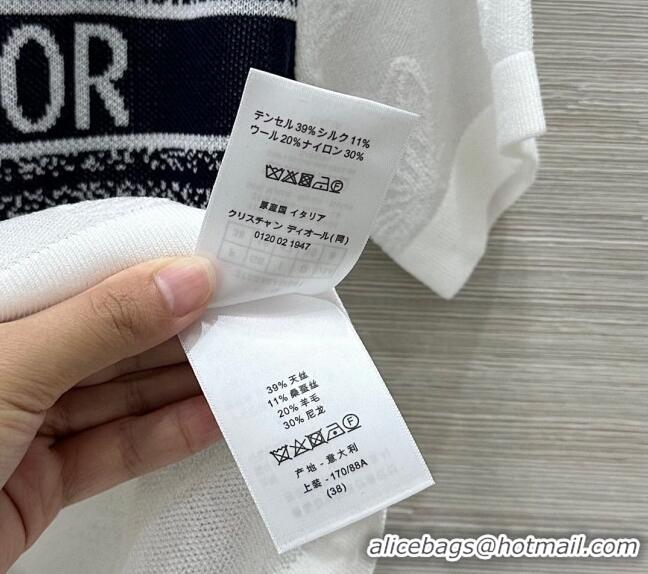 OR
テンセル 39% シルク 11%
ウール 20% ナイロン 30%
原産国 イタリア
クリスチャン ディオール(同)
0120 02 1947
39% 天丝
11% 桑蚕丝
20% 羊毛
30% 尼龙
产地 - 意大利
上装 - 170/88A
(38)
alicebags@hotmail.com